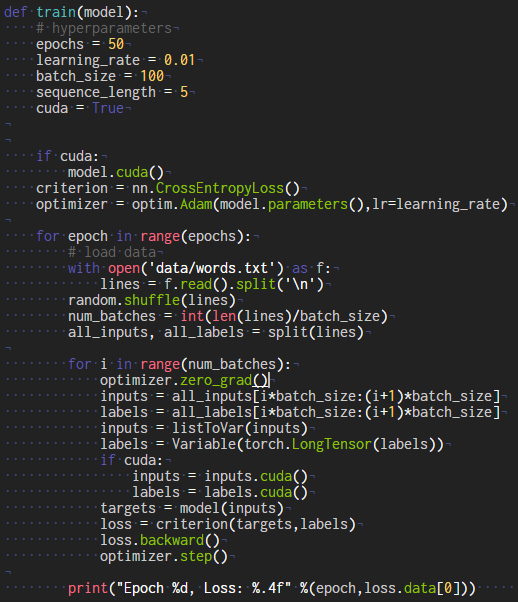 def train(model):
    # hyperparameters
    epochs = 50
    learning_rate = 0.01
    batch_size = 100
    sequence_length = 5
    cuda = True
    if cuda:
        model.cuda()
    criterion = nn.CrossEntropyLoss()
    optimizer = optim.Adam(model.parameters(),lr=learning_rate)
    for epoch in range(epochs):
        # load data
        with open('data/words.txt') as f:
            lines = f.read().split('\n')
        random.shuffle(lines)
        num_batches = int(len(lines)/batch_size)
        all_inputs, all_labels = split(lines)
        for i in range(num_batches):
            optimizer.zero_grad()
            inputs = all_inputs[i*batch_size:(i+1)*batch_size]
            labels = all_labels[i*batch_size:(i+1)*batch_size]
            inputs = listToVar(inputs)
            labels = Variable(torch.LongTensor(labels))
            if cuda:
                inputs = inputs.cuda()
                labels = labels.cuda()
            targets = model(inputs)
            loss = criterion(targets,labels)
            loss.backward()
            optimizer.step()
        print("Epoch %d, Loss: %.4f" %(epoch,loss.data[0]))